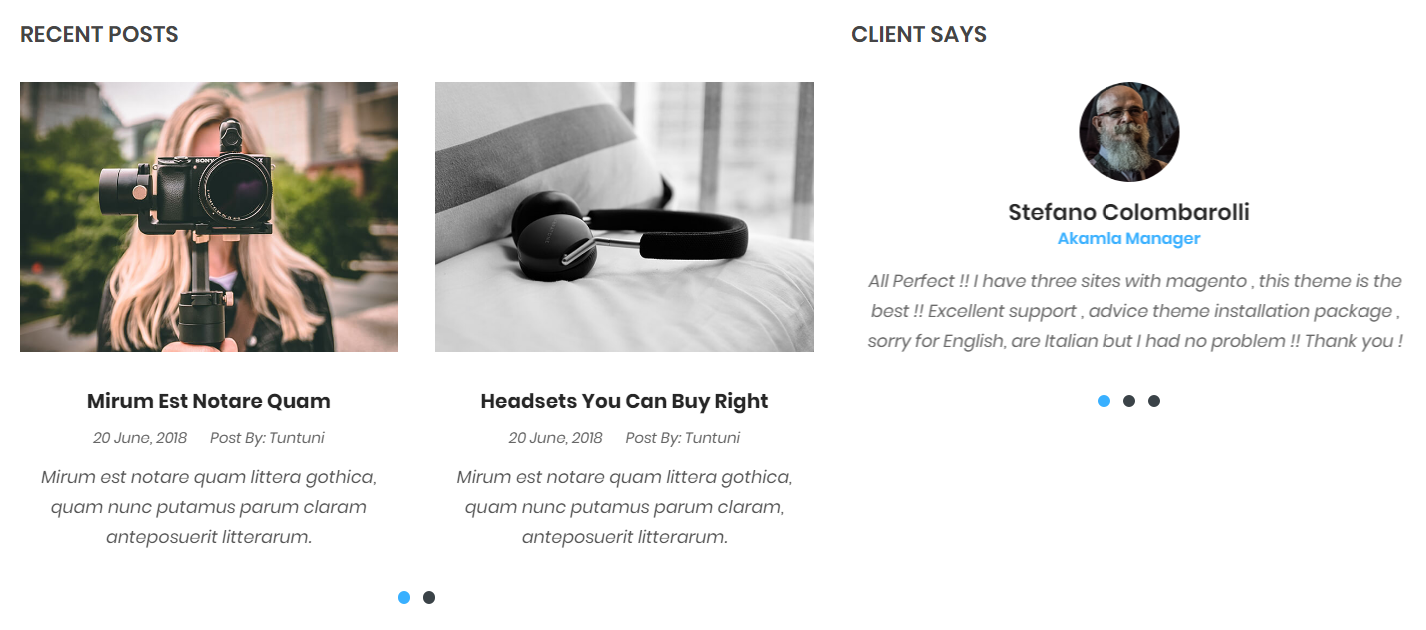 RECENT POSTS
CLIENT SAYS
SONY
Mirum Est Notare Quam
20 June, 2018 Post By: Tuntuni
Mirum est notare quam littera gothica,
quam nunc putamus parum claram
anteposuerit litterarum.
Headsets You Can Buy Right
20 June, 2018 Post By: Tuntuni
Mirum est notare quam littera gothica,
quam nunc putamus parum claram,
anteposuerit litterarum.
Stefano Colombarolli
Akamla Manager
All Perfect !! I have three sites with magento , this theme is the
best !! Excellent support , advice theme installation package ,
sorry for English, are Italian but I had no problem !! Thank you !